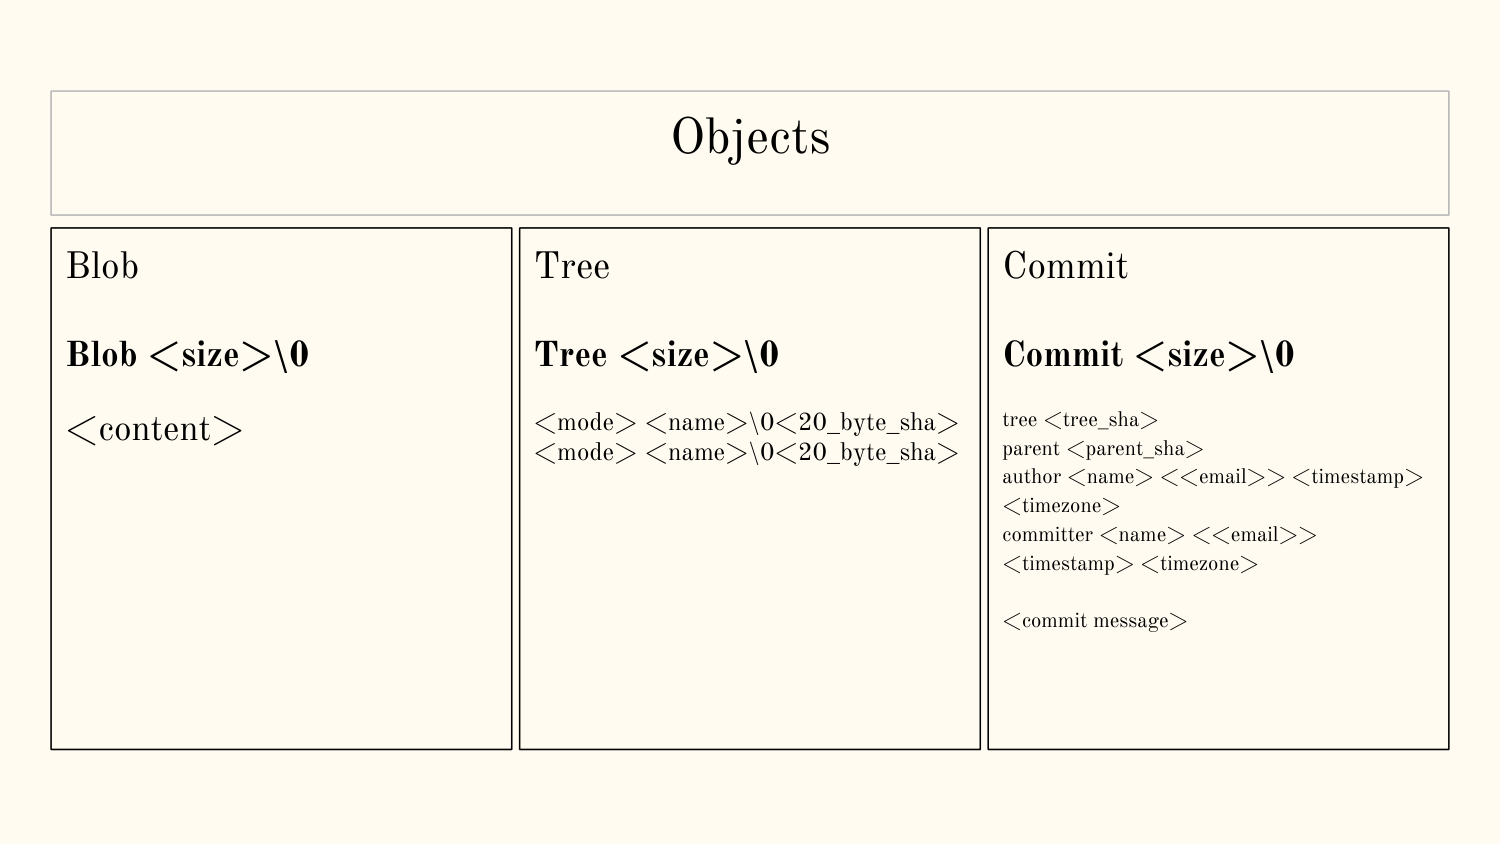 Objects
Blob
Blob <size>\0
<content>
Tree
Tree <size>\0
<mode> <name>\0<20_byte_sha>
<mode> <name>\0<20_byte_sha>
Commit
Commit <size>\0
tree <tree_sha>
parent <parent_sha>
author <name> <<email>> <timestamp>
<timezone>
committer <name> <<email>>
<timestamp> <timezone>
<commit message>